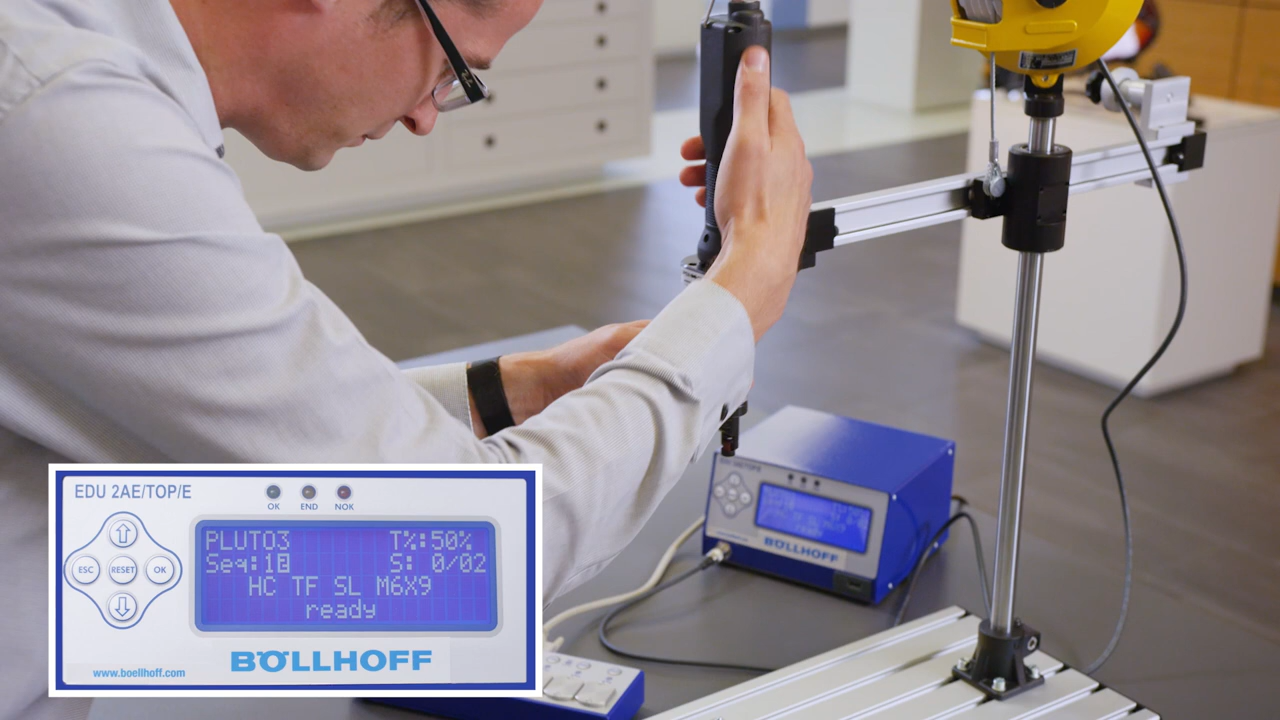 EDU 2AE/TOP/E
OK END NOK
PLUTO3 T%:50%
Seq:10 S: 0/02
HC TF SL M6X9
ready
ESC RESET OK
BÖLLHOFF
www.boellhoff.com
BÖLLHOFF